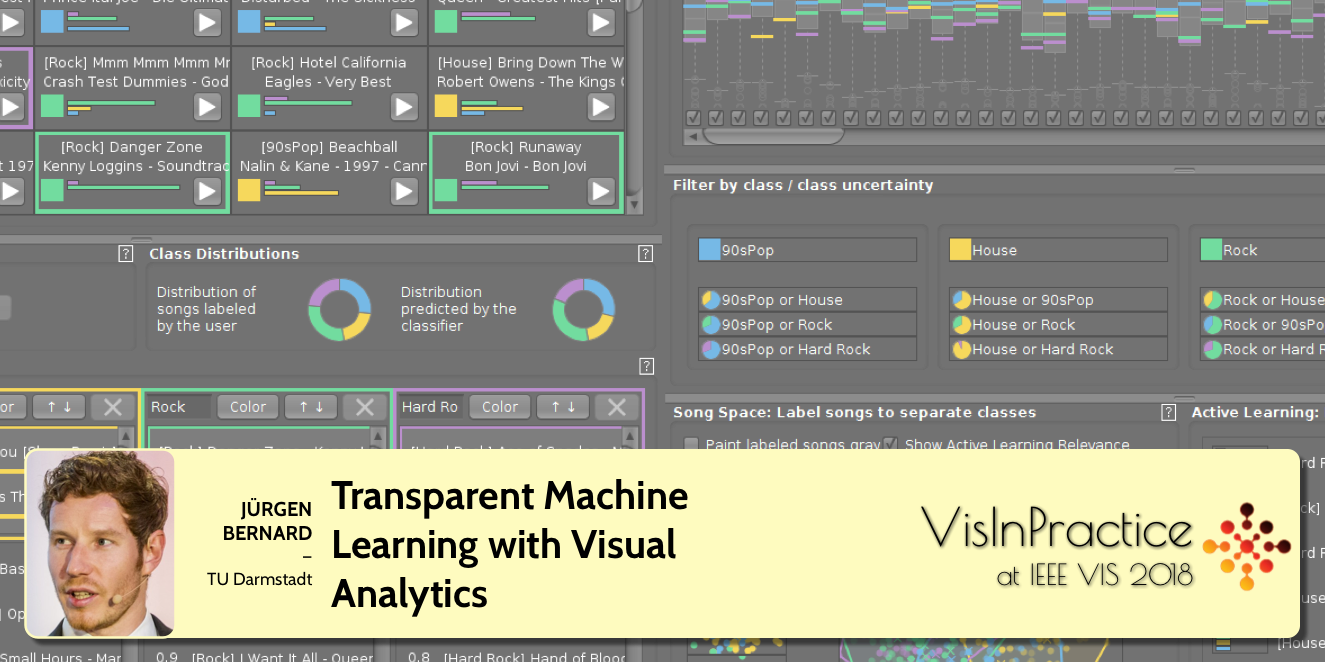 [Rock] Mmm Mmm Mmm
Crash Test Dummies - God
[Rock] Hotel California
Eagles - Very Best
[House] Bring Down The W
Robert Owens - The Kings
[Rock] Danger Zone
Kenny Loggins - Soundtrac
[90sPop] Beachball
Nalin & Kane - 1997 - Cann
[Rock] Runaway
Bon Jovi - Bon Jovi
?
Class Distributions
?
Distribution of
songs labeled
by the user
Distribution
predicted by the
classifier
?
or
↑ ↓
Rock
Color
↑ ↓
Hard Ro
Color
↑ ↓
Filter by class / class uncertainty
90sPop
90sPop or House
90sPop or Rock
90sPop or Hard Rock
House
House or 90sPop
House or Rock
House or Hard Rock
Rock
Rock or House
Rock or 90sPo
Rock or Hard
Song Space: Label songs to separate classes
?
Active Learning:
Paint labeled songs gray
Show Active Learning Relevance
JÜRGEN
BERNARD
–
TU Darmstadt
Transparent Machine
Learning with Visual
Analytics
VisInPractice
at IEEE VIS 2018
Small Hours - Mar
0.9 [Rock] I Want It All - Queen
0.8 [Hard Rock] Hand of Blood
[House]